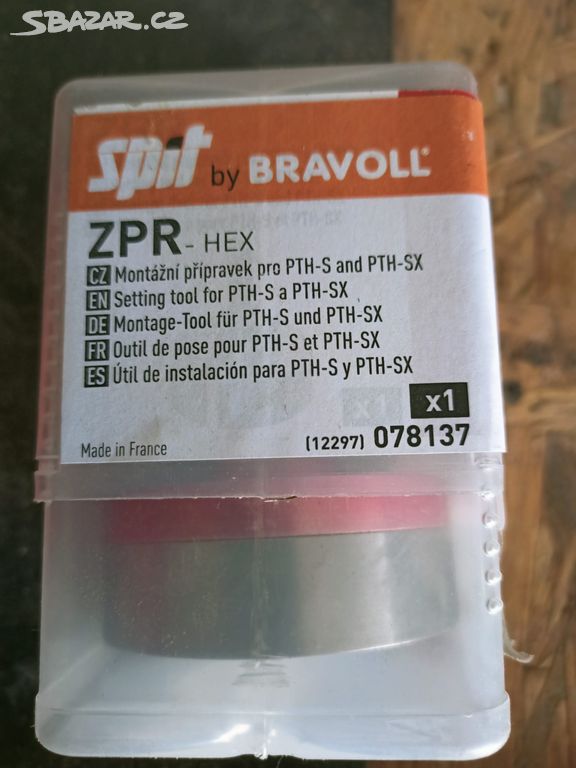 SBAZAR.CZ
spit by BRAVOLL®
ZPR - HEX
CZ Montážní přípravek pro PTH-S and PTH-SX
EN Setting tool for PTH-S a PTH-SX
DE Montage-Tool für PTH-S und PTH-SX
FR Outil de pose pour PTH-S et PTH-SX
ES Útil de instalación para PTH-S y PTH-SX
x1
Made in France (12297) 078137